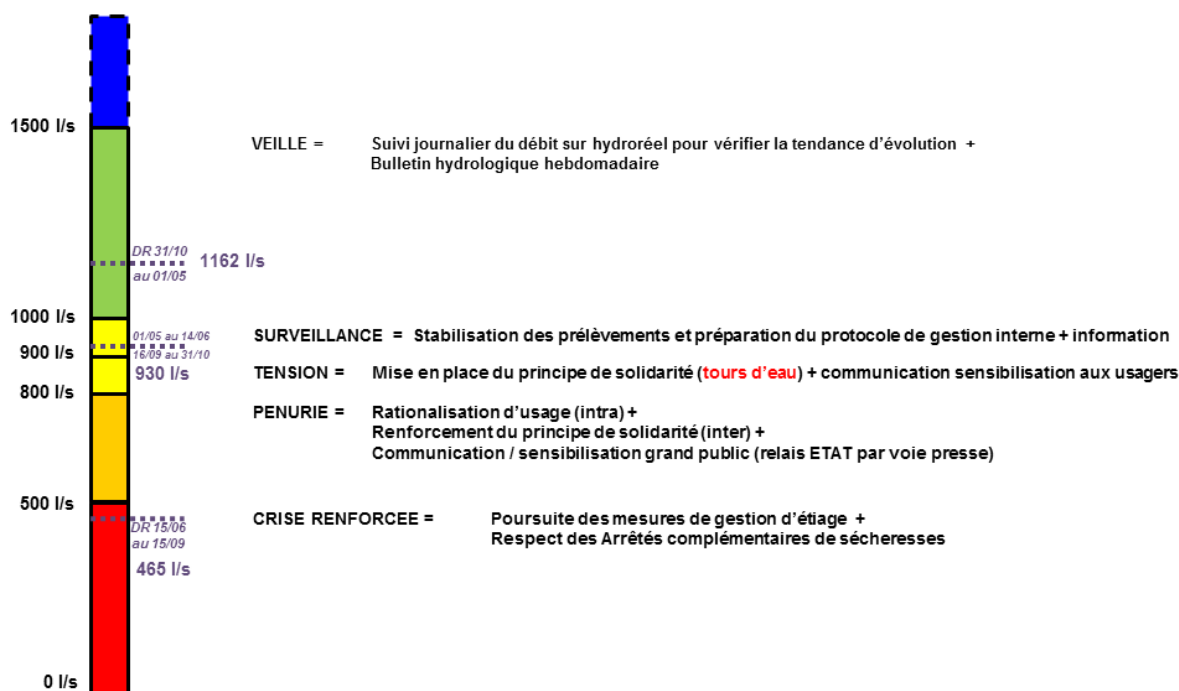 1500 l/s
VEILLE = Suivi journalier du débit sur hydroréel pour vérifier la tendance d'évolution +
Bulletin hydrologique hebdomadaire
DR 31/10
1162 l/s
au 01/05
1000 l/s
01/05 au 14/06
SURVEILLANCE = Stabilisation des prélèvements et préparation du protocole de gestion interne + information
900 l/s
16/09 au 31/10
930 l/s
TENSION = Mise en place du principe de solidarité (tours d'eau) + communication sensibilisation aux usagers
800 l/s
PENURIE = Rationalisation d'usage (intra) +
Renforcement du principe de solidarité (inter) +
Communication / sensibilisation grand public (relais ETAT par voie presse)
500 l/s
CRISE RENFORCEE = Poursuite des mesures de gestion d'étiage +
Respect des Arrêtés complémentaires de sécheresses
DR 15/06
au 15/09
465 l/s
0 l/s